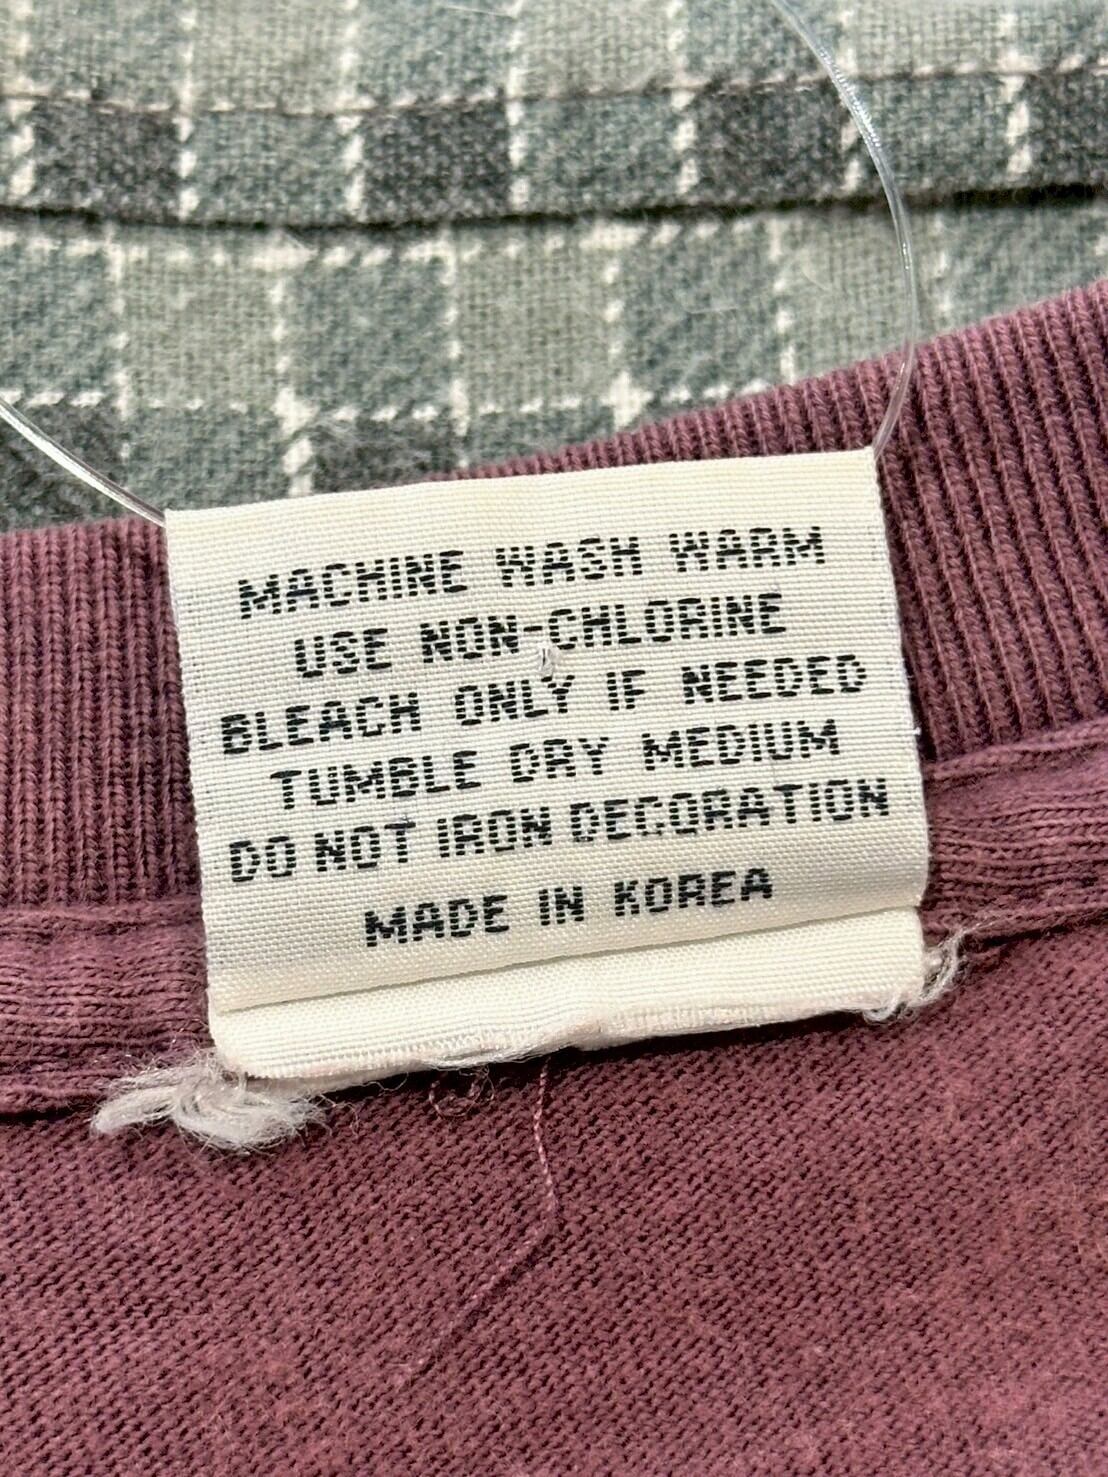 MACHINE WASH WARM
USE NON-CHLORINE
BLEACH ONLY IF NEEDED
TUMBLE DRY MEDIUM
DO NOT IRON DECORATION
MADE IN KOREA